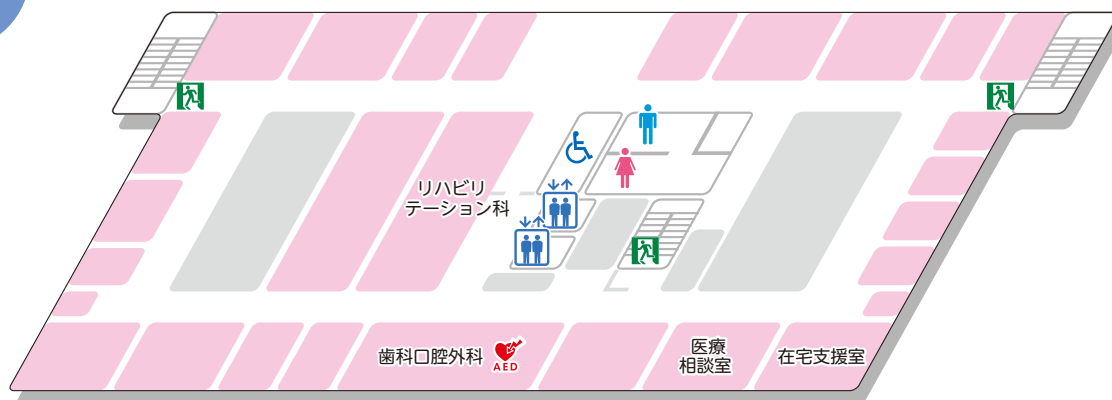 リハビリ
テーション科
歯科口腔外科
AED
医療
相談室
在宅支援室